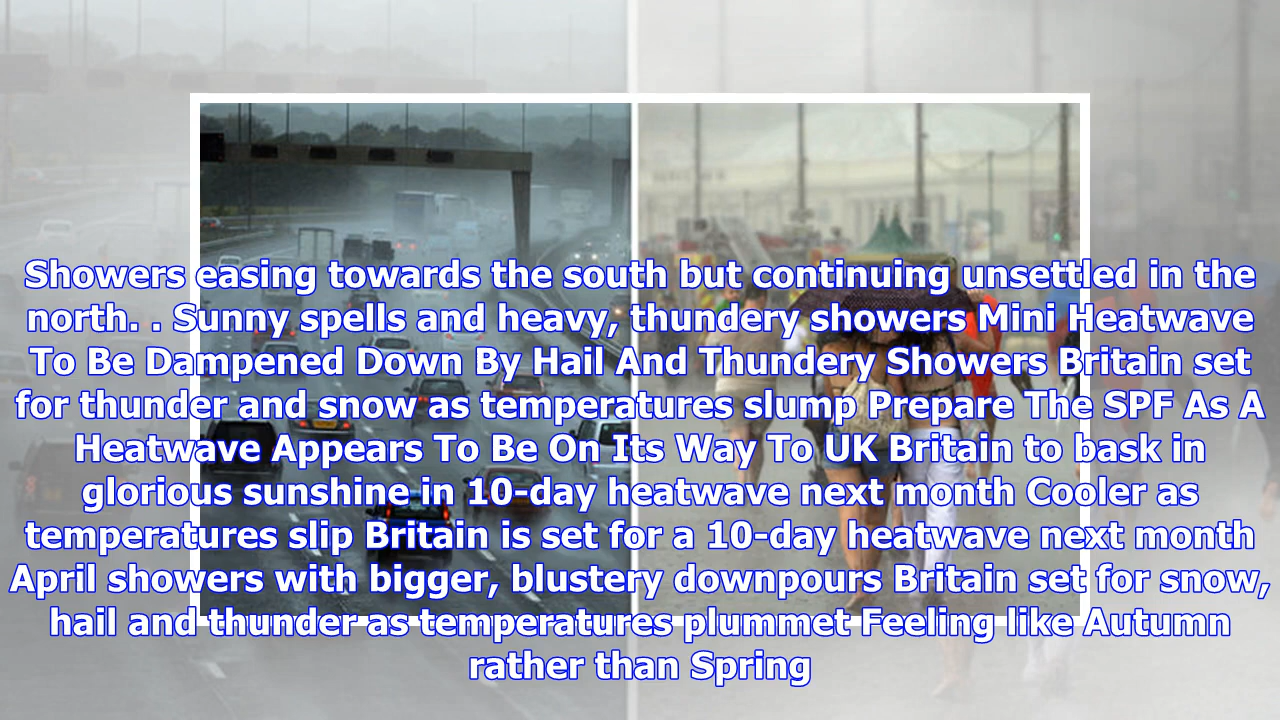 Showers easing towards the south but continuing unsettled in the
north. . Sunny spells and heavy, thundery showers Mini Heatwave
To Be Dampened Down By Hail And Thundery Showers Britain set
for thunder and snow as temperatures slump Prepare The SPF As A
Heatwave Appears To Be On Its Way To UK Britain to bask in
glorious sunshine in 10-day heatwave next month Cooler as
temperatures slip Britain is set for a 10-day heatwave next month
April showers with bigger, blustery downpours Britain set for snow,
hail and thunder as temperatures plummet Feeling like Autumn
rather than Spring